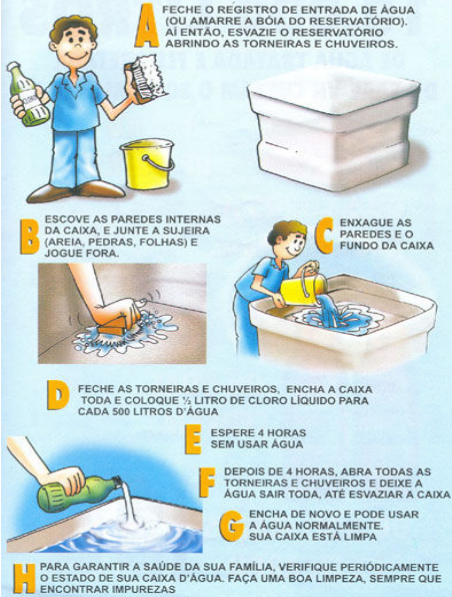 A FECHE O REGISTRO DE ENTRADA DE ÁGUA
(OU AMARRE A BÓIA DO RESERVATÓRIO).
AÍ ENTÃO, ESVAZIE O RESERVATÓRIO
ABRINDO AS TORNEIRAS E CHUVEIROS.
B ESCOVE AS PAREDES INTERNAS
DA CAIXA, E JUNTE A SUJEIRA
(AREIA, PEDRAS, FOLHAS) E
JOGUE FORA.
C ENXAGUE AS
PAREDES E O
FUNDO DA CAIXA
D FECHE AS TORNEIRAS E CHUVEIROS, ENCHA A CAIXA
TODA E COLOQUE ½ LITRO DE CLORO LÍQUIDO PARA
CADA 500 LITROS D'ÁGUA
E ESPERE 4 HORAS
SEM USAR ÁGUA
F DEPOIS DE 4 HORAS, ABRA TODAS AS
TORNEIRAS E CHUVEIROS E DEIXE A
ÁGUA SAIR TODA, ATÉ ESVAZIAR A CAIXA
G ENCHA DE NOVO E PODE USAR
A ÁGUA NORMALMENTE.
SUA CAIXA ESTÁ LIMPA
H PARA GARANTIR A SAÚDE DA SUA FAMÍLIA, VERIFIQUE PERIÓDICAMENTE
O ESTADO DE SUA CAIXA D'ÁGUA. FAÇA UMA BOA LIMPEZA, SEMPRE QUE
ENCONTRAR IMPUREZAS